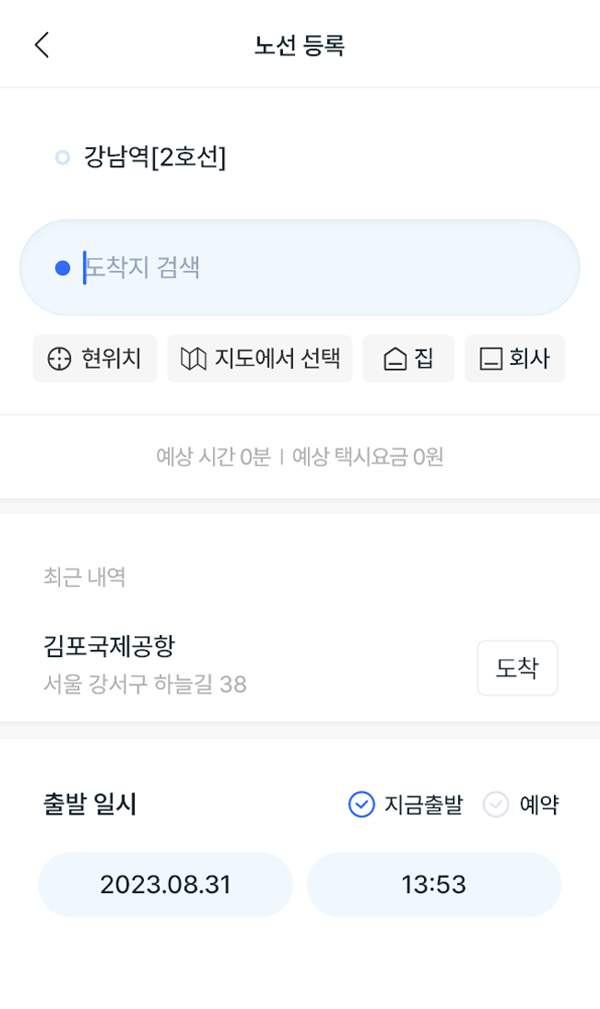 노선 등록
강남역[2호선]
도착지 검색
현위치 지도에서 선택 집 회사
예상 시간 0분 | 예상 택시요금 0원
최근 내역
김포국제공항
서울 강서구 하늘길 38
도착
출발 일시 지금출발 예약
2023.08.31 13:53